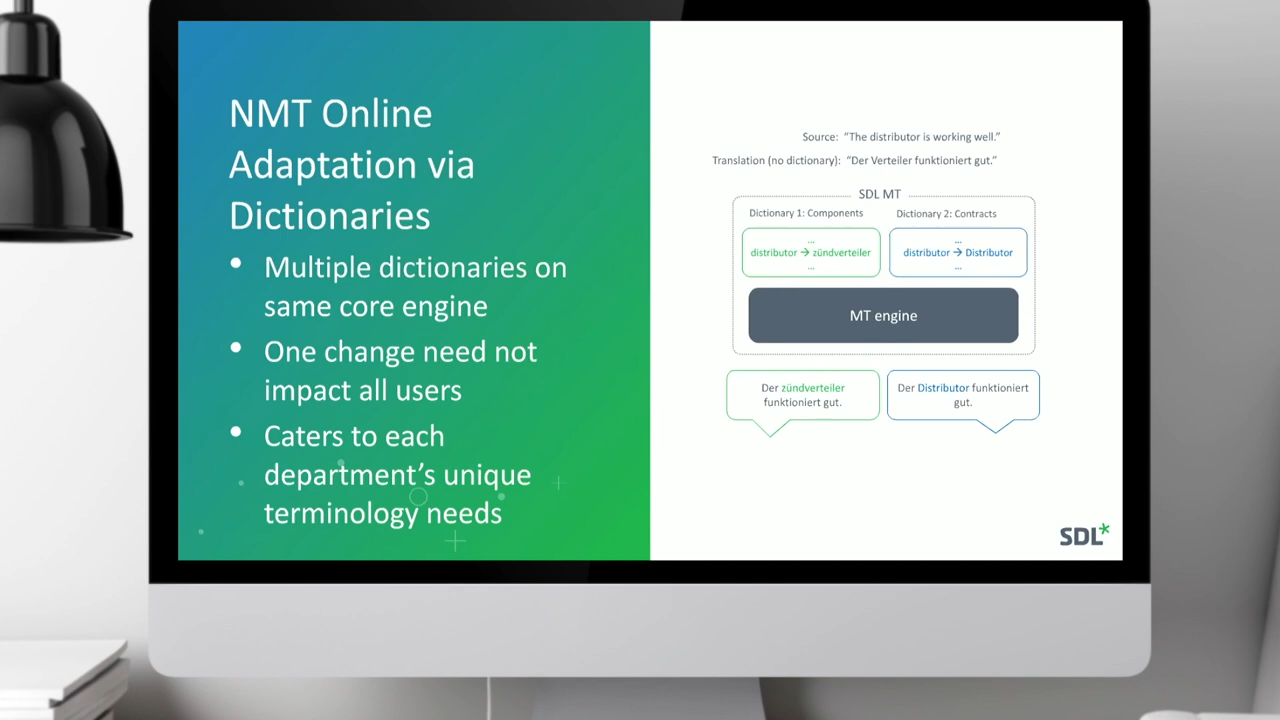 NMT Online
Adaptation via
Dictionaries
• Multiple dictionaries on
same core engine
• One change need not
impact all users
• Caters to each
department’s unique
terminology needs
Source: “The distributor is working well.”
Translation (no dictionary): “Der Verteiler funktioniert gut.”
SDL MT
Dictionary 1: Components
...
distributor → zündverteiler
...
Dictionary 2: Contracts
...
distributor → Distributor
...
MT engine
Der zündverteiler
funktioniert gut.
Der Distributor funktioniert
gut.
SDL*